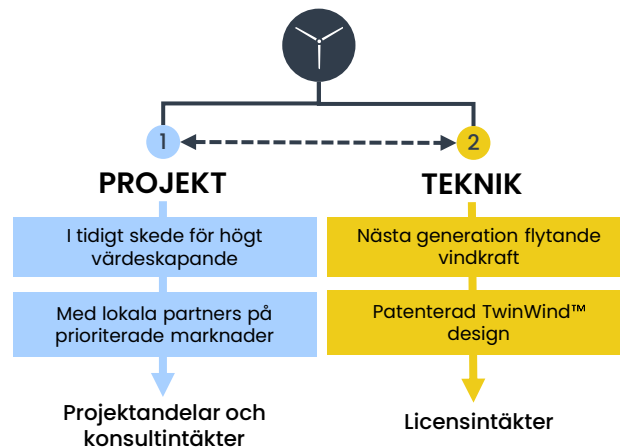 1
2
PROJEKT
TEKNIK
I tidigt skede för högt
värdeskapande
Nästa generation flytande
vindkraft
Med lokala partners på
prioriterade marknader
Patenterad TwinWind™
design
Projektandelar och
konsultintäkter
Licensintäkter